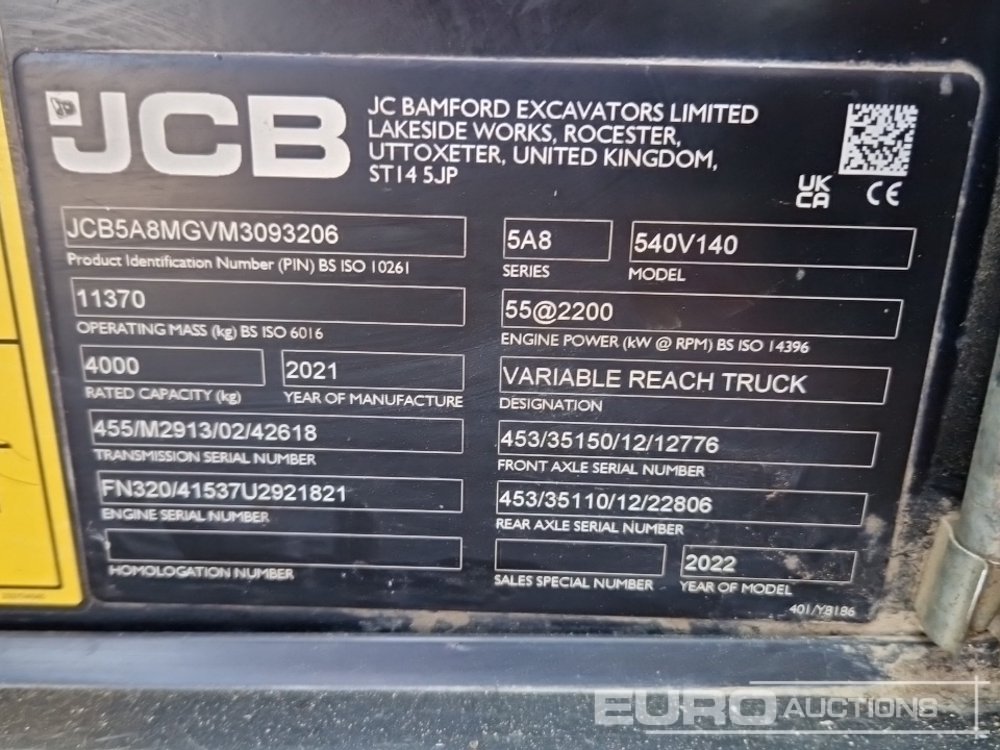 JCB
JC BAMFORD EXCAVATORS LIMITED
LAKESIDE WORKS, ROCESTER,
UTTOXETER, UNITED KINGDOM,
ST14 5JP
UK
CA
CE
JCB5A8MGVM3093206
Product Identification Number (PIN) BS ISO 10261
5A8
SERIES
540V140
MODEL
11370
OPERATING MASS (kg) BS ISO 6016
55@2200
ENGINE POWER (kW @ RPM) BS ISO 14396
4000
RATED CAPACITY (kg)
2021
YEAR OF MANUFACTURE
VARIABLE REACH TRUCK
DESIGNATION
455/M2913/02/42618
TRANSMISSION SERIAL NUMBER
453/35150/12/12776
FRONT AXLE SERIAL NUMBER
FN320/41537U2921821
ENGINE SERIAL NUMBER
453/35110/12/22806
REAR AXLE SERIAL NUMBER
HOMOLOGATION NUMBER
SALES SPECIAL NUMBER
2022
YEAR OF MODEL
401/YB186
EURO AUCTIONS